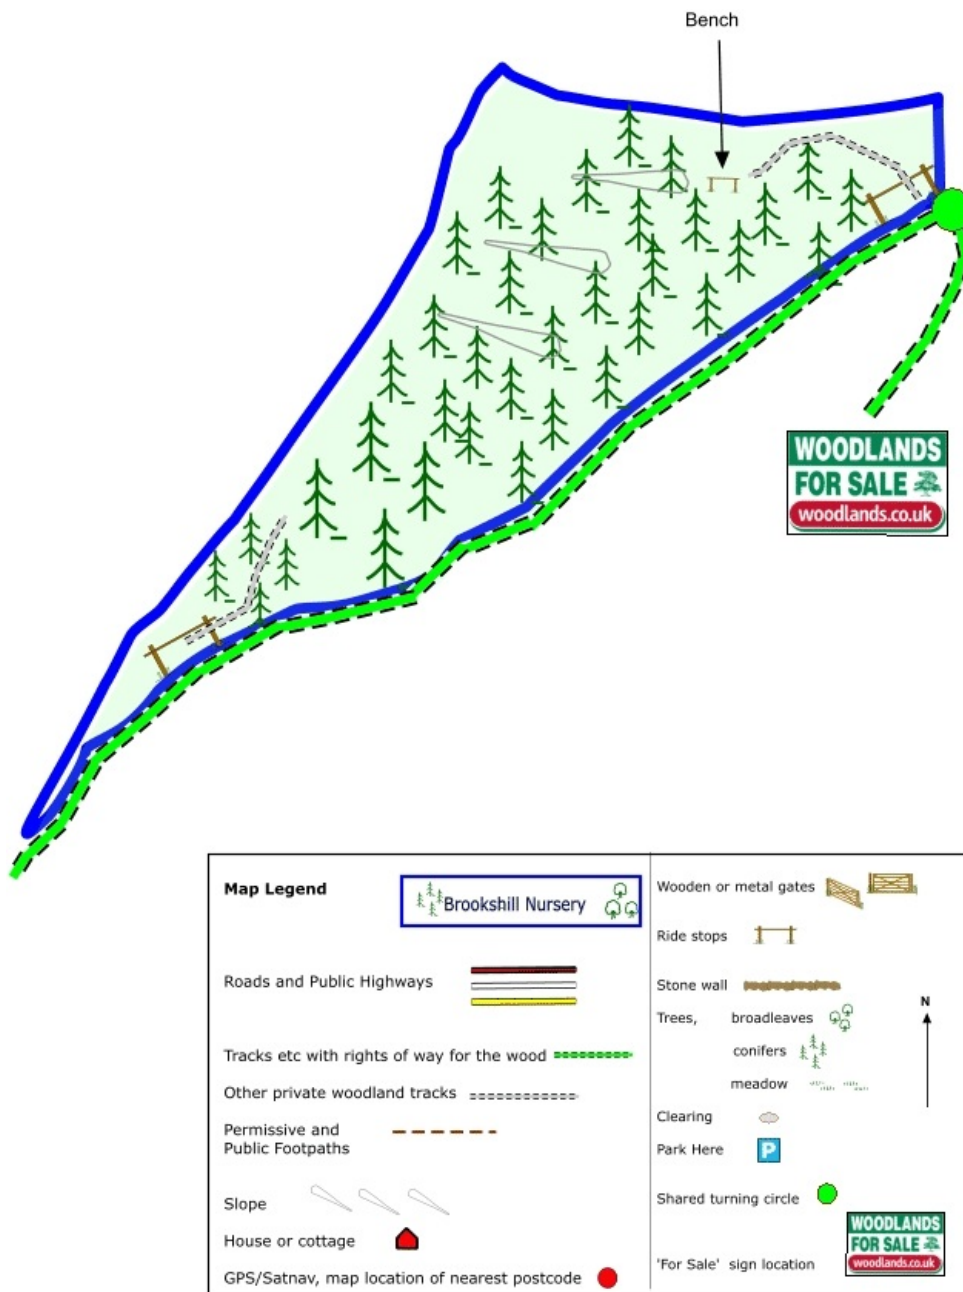 Bench
WOODLANDS
FOR SALE
woodlands.co.uk
Map Legend
Brookshill Nursery
Roads and Public Highways
Tracks etc with rights of way for the wood
Other private woodland tracks
Permissive and
Public Footpaths
Slope
House or cottage
GPS/Satnav, map location of nearest postcode
Wooden or metal gates
Ride stops
Stone wall
Trees, broadleaves
conifers
meadow
N
Clearing
Park Here
P
Shared turning circle
'For Sale' sign location
WOODLANDS
FOR SALE
woodlands.co.uk